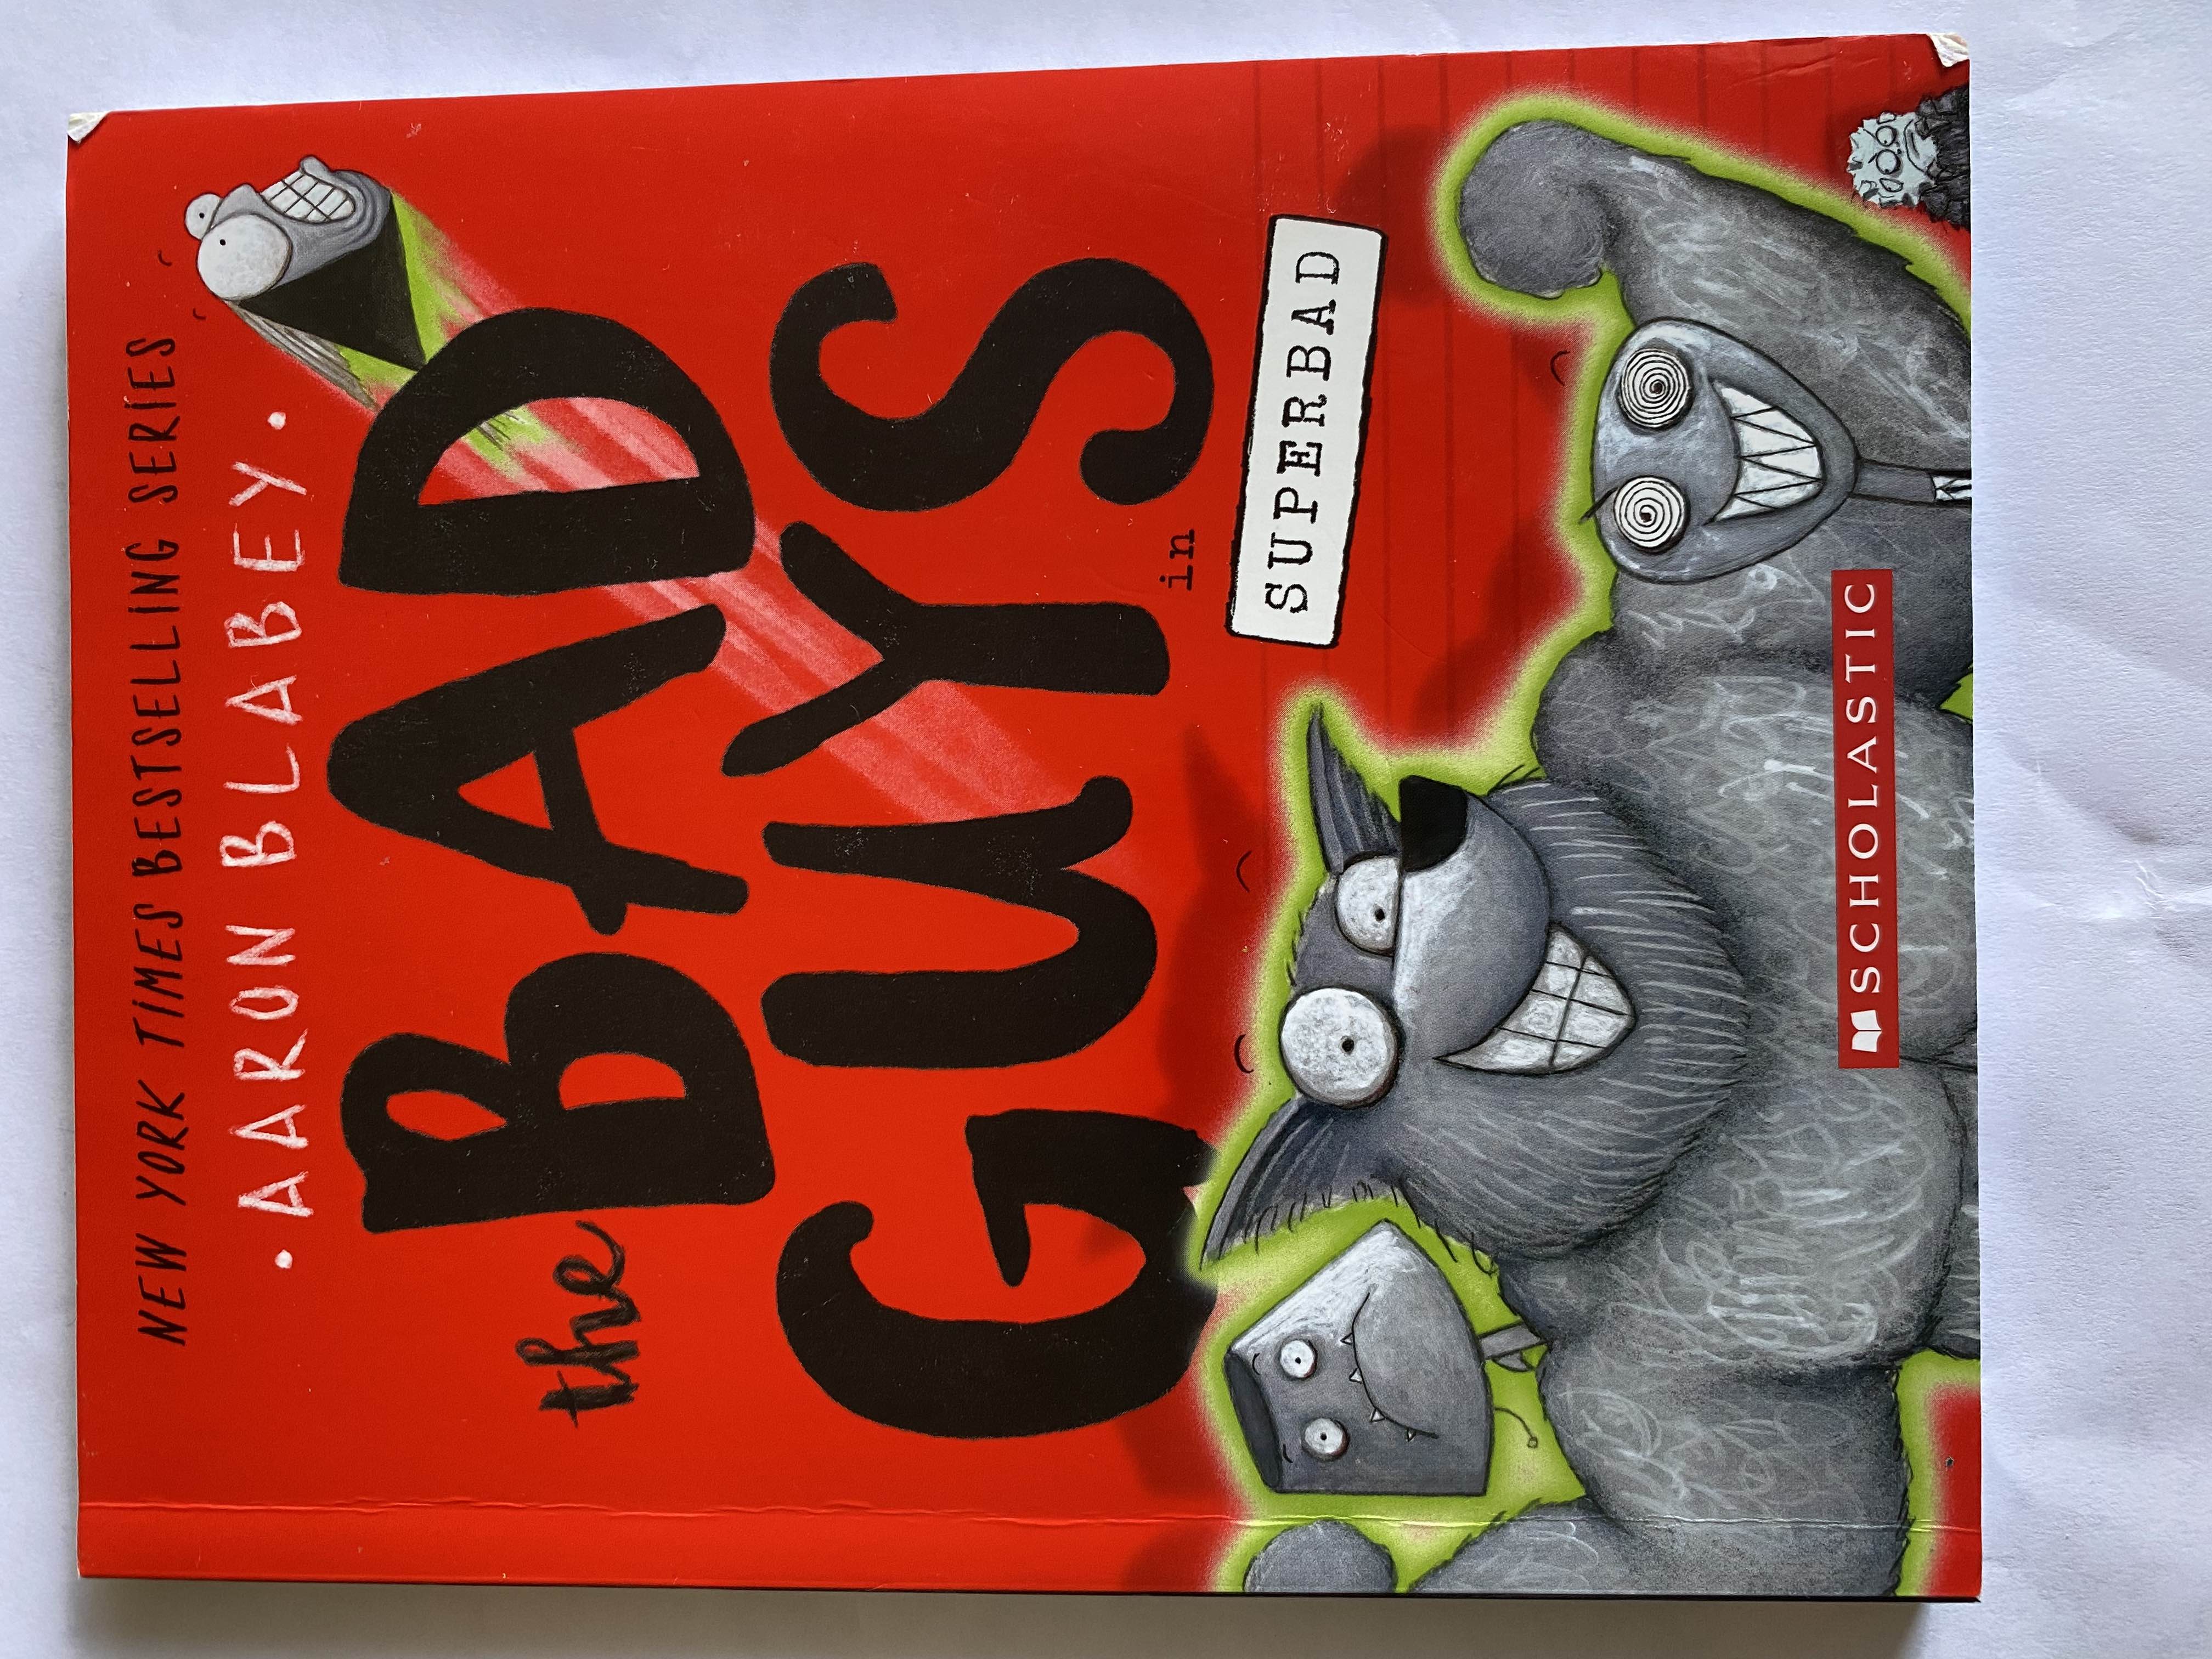 NEW YORK TIMES BESTSELLING SERIES
• AARON BLABEY •
the BAD
GUYS
in
SUPERBAD
SCHOLASTIC